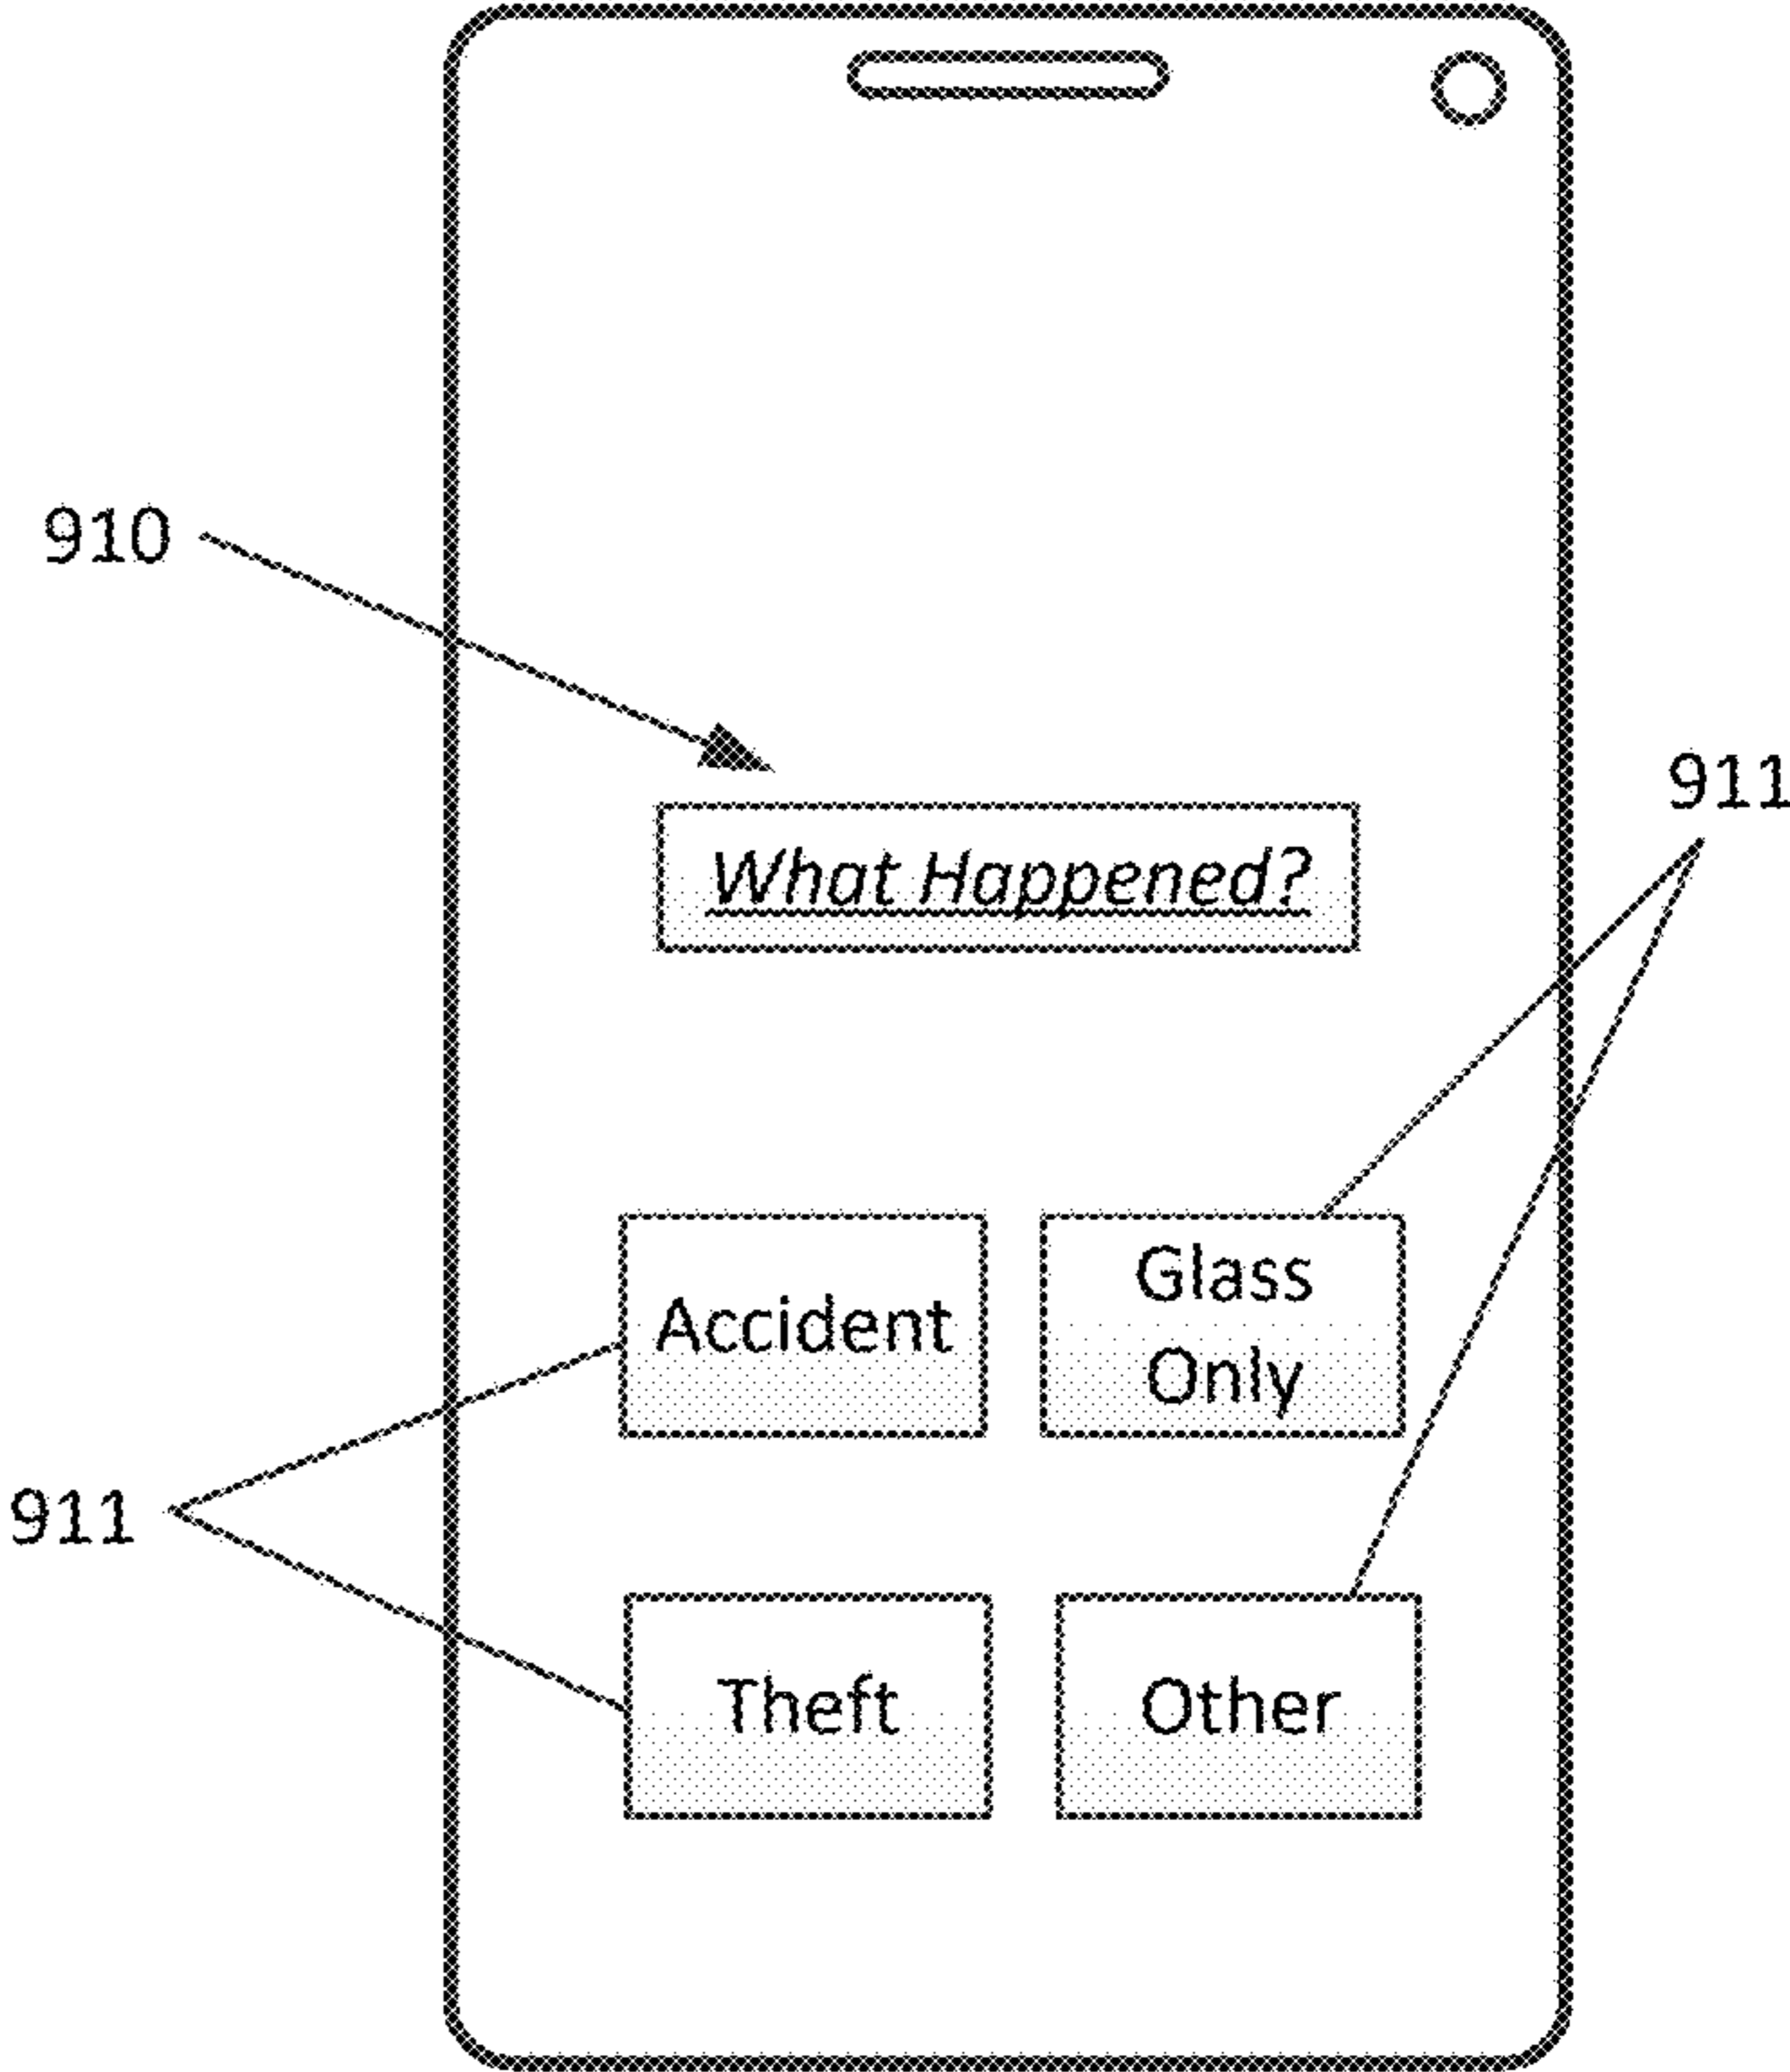 910
What Happened?
911
Accident
Glass
Only
911
Theft
Other